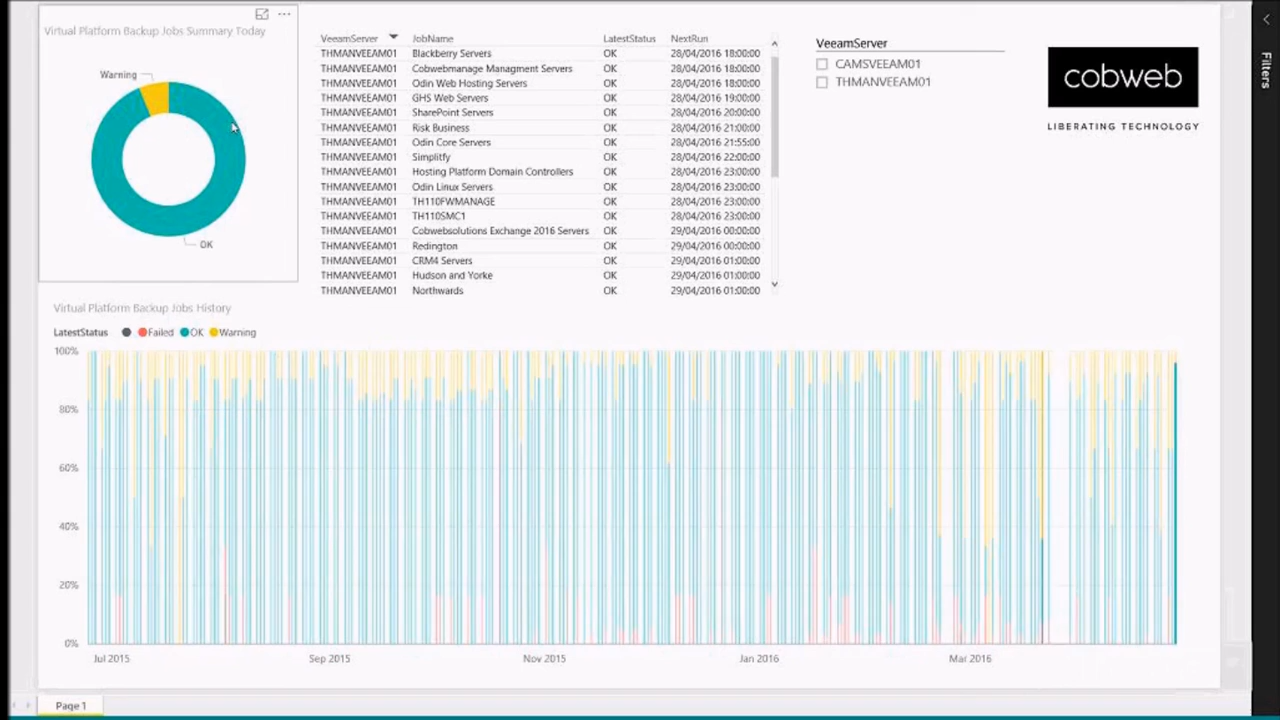 Virtual Platform Backup Jobs Summary Today
Warning
OK
VeeamServer JobName LatestStatus NextRun
THMANVEEAM01 Blackberry Servers OK 28/04/2016 18:00:00
THMANVEEAM01 Cobwebmanage Managment Servers OK 28/04/2016 18:00:00
THMANVEEAM01 Odin Web Hosting Servers OK 28/04/2016 18:00:00
THMANVEEAM01 GHS Web Servers OK 28/04/2016 19:00:00
THMANVEEAM01 SharePoint Servers OK 28/04/2016 20:00:00
THMANVEEAM01 Risk Business OK 28/04/2016 21:00:00
THMANVEEAM01 Odin Core Servers OK 28/04/2016 21:55:00
THMANVEEAM01 Simplitfy OK 28/04/2016 22:00:00
THMANVEEAM01 Hosting Platform Domain Controllers OK 28/04/2016 23:00:00
THMANVEEAM01 Odin Linux Servers OK 28/04/2016 23:00:00
THMANVEEAM01 TH110FWMANAGE OK 28/04/2016 23:00:00
THMANVEEAM01 TH110SMC1 OK 28/04/2016 23:00:00
THMANVEEAM01 Cobwebsolutions Exchange 2016 Servers OK 29/04/2016 00:00:00
THMANVEEAM01 Redington OK 29/04/2016 00:00:00
THMANVEEAM01 CRM4 Servers OK 29/04/2016 01:00:00
THMANVEEAM01 Hudson and Yorke OK 29/04/2016 01:00:00
THMANVEEAM01 Northwards OK 29/04/2016 01:00:00
VeeamServer
CAMSVEEAM01
THMANVEEAM01
cobweb
LIBERATING TECHNOLOGY
Filters
Virtual Platform Backup Jobs History
LatestStatus Failed OK Warning
100%
80%
60%
40%
20%
0%
Jul 2015 Sep 2015 Nov 2015 Jan 2016 Mar 2016
Page 1